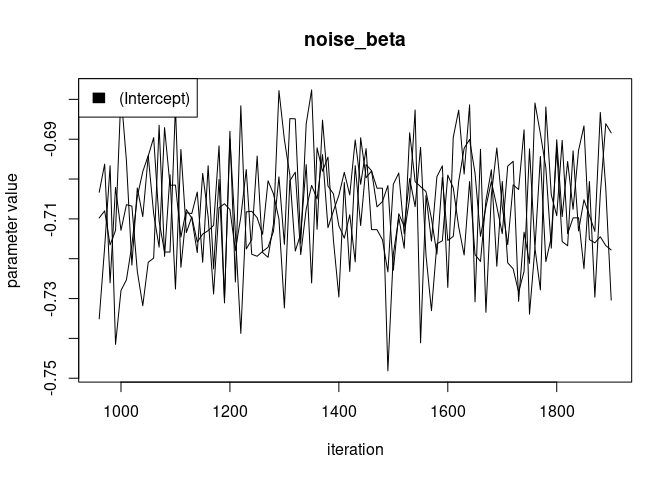 noise_beta
(Intercept)
-0.69
-0.71
-0.73
-0.75
parameter value
1000 1200 1400 1600 1800
iteration